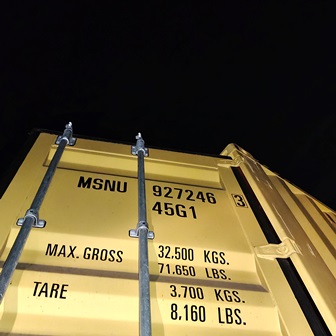 MSNU 927246 3
45G1
MAX. GROSS 32.500 KGS.
71.650 LBS.
TARE 3.700 KGS.
8.160 LBS.